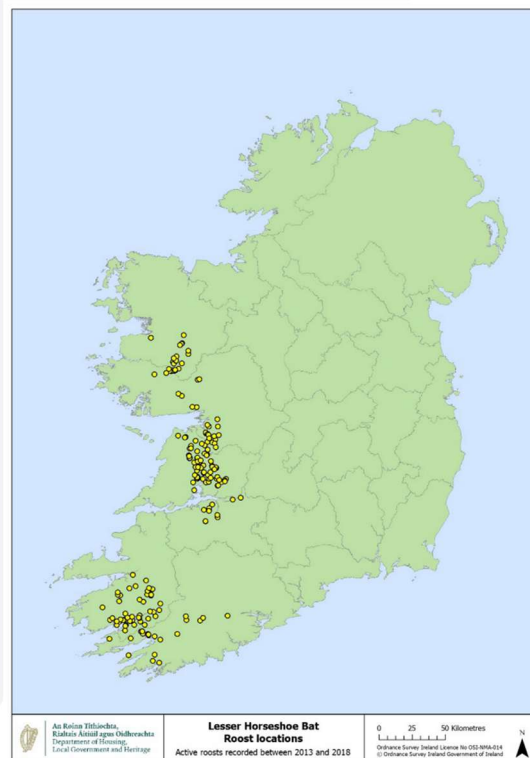 An Roinn Tithíochta,
Rialtais Áitiúil agus Oidhreachta
Department of Housing,
Local Government and Heritage
Lesser Horseshoe Bat
Roost locations
Active roosts recorded between 2013 and 2018
0 25 50 Kilometres
N
Ordnance Survey Ireland Licence No OSI-NMA-014
© Ordnance Survey Ireland Government of Ireland